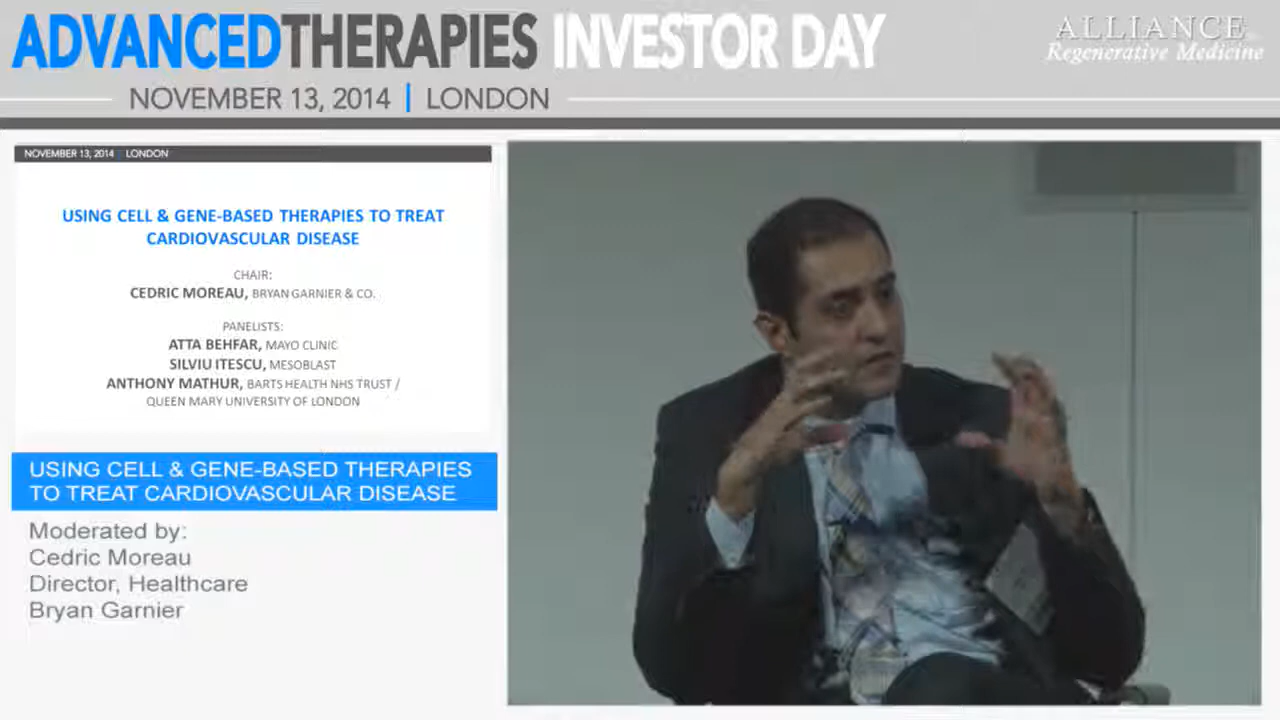 ADVANCEDTHERAPIES INVESTOR DAY
ALLIANCE
Regenerative Medicine
NOVEMBER 13, 2014 | LONDON
NOVEMBER 13, 2014 | LONDON
USING CELL & GENE-BASED THERAPIES TO TREAT
CARDIOVASCULAR DISEASE
CHAIR:
CEDRIC MOREAU, BRYAN GARNIER & CO.
PANELISTS:
ATTA BEHFAR, MAYO CLINIC
SILVIU ITESCU, MESOBLAST
ANTHONY MATHUR, BARTS HEALTH NHS TRUST /
QUEEN MARY UNIVERSITY OF LONDON
USING CELL & GENE-BASED THERAPIES
TO TREAT CARDIOVASCULAR DISEASE
Moderated by:
Cedric Moreau
Director, Healthcare
Bryan Garnier